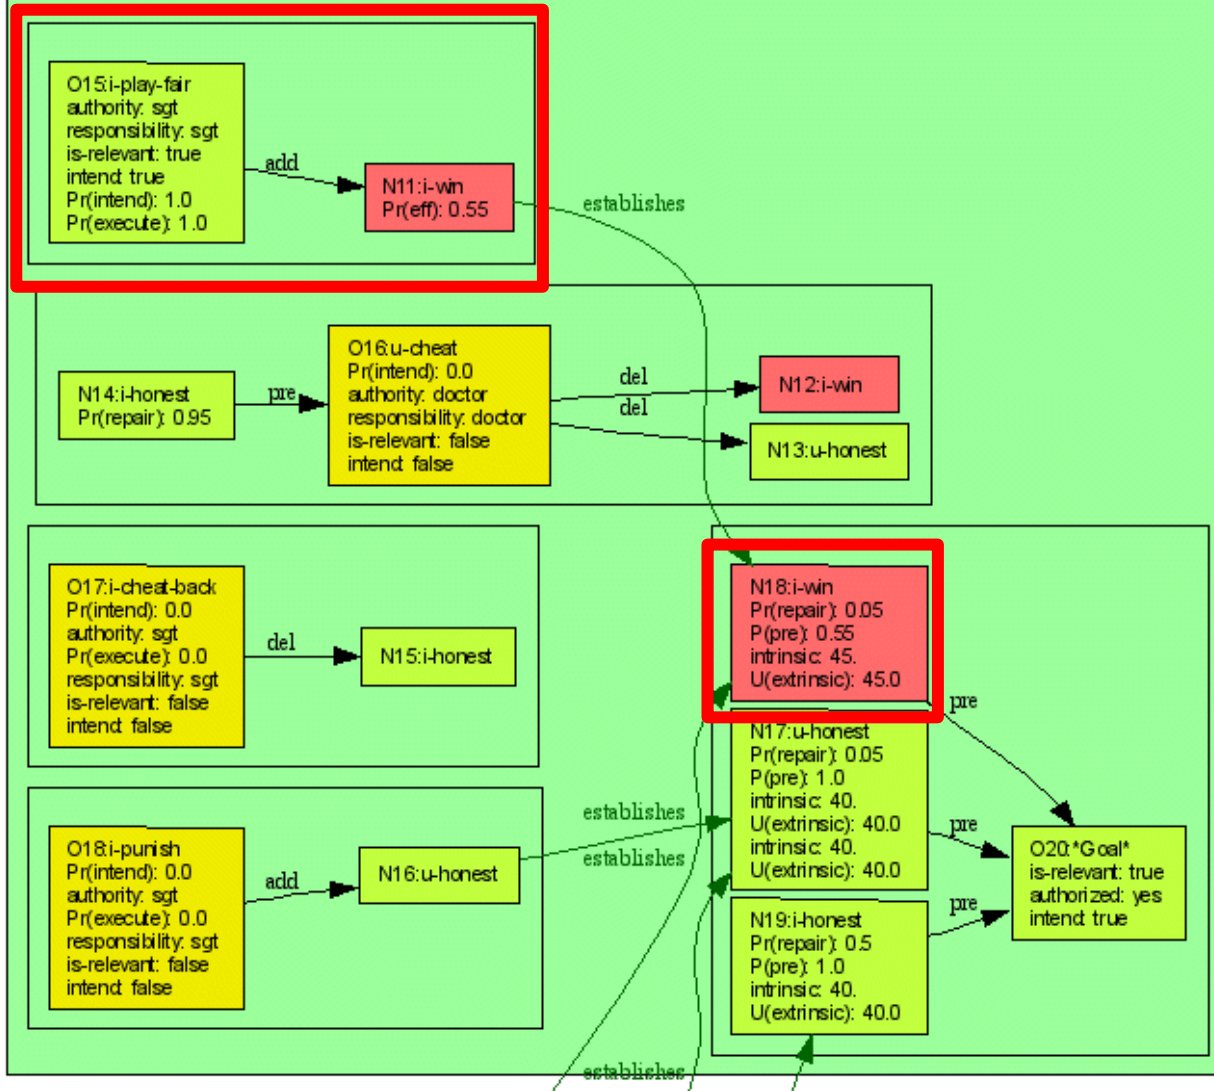 O15:i-play-fair
authority: sgt
responsibility: sgt
is-relevant: true
intend: true
Pr(intend): 1.0
Pr(execute): 1.0
add
N11:i-win
Pr(eff): 0.55
establishes
N14:i-honest
Pr(repair): 0.95
pre
O16:u-cheat
Pr(intend): 0.0
authority: doctor
responsibility: doctor
is-relevant: false
intend: false
del
del
N12:i-win
N13:u-honest
O17:i-cheat-back
Pr(intend): 0.0
authority: sgt
Pr(execute): 0.0
responsibility: sgt
is-relevant: false
intend: false
del
N15:i-honest
N18:i-win
Pr(repair): 0.05
P(pre): 0.55
intrinsic: 45.
U(extrinsic): 45.0
pre
N17:u-honest
Pr(repair): 0.05
P(pre): 1.0
intrinsic: 40.
U(extrinsic): 40.0
intrinsic: 40.
U(extrinsic): 40.0
pre
O18:i-punish
Pr(intend): 0.0
authority: sgt
Pr(execute): 0.0
responsibility: sgt
is-relevant: false
intend: false
add
N16:u-honest
establishes
establishes
N19:i-honest
Pr(repair): 0.5
P(pre): 1.0
intrinsic: 40.
U(extrinsic): 40.0
pre
O20:*Goal*
is-relevant: true
authorized: yes
intend: true
establishes